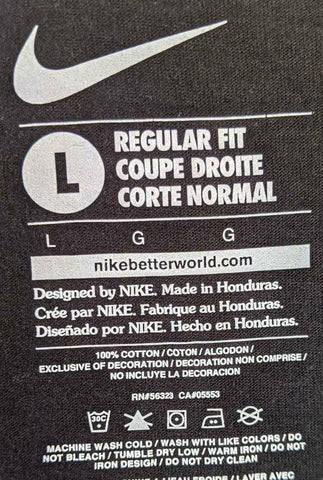 L
REGULAR FIT
COUPE DROITE
CORTE NORMAL
L G G
nikebetterworld.com
Designed by NIKE. Made in Honduras.
Crée par NIKE. Fabrique au Honduras.
Diseñado por NIKE. Hecho en Honduras.
100% COTTON / COTON / ALGODON
EXCLUSIVE OF DECORATION / DECORATION NON COMPRISE /
NO INCLUYE LA DECORACION
RN#56323 CA#05553
30C
MACHINE WASH COLD / WASH WITH LIKE COLORS / DO
NOT BLEACH / TUMBLE DRY LOW / WARM IRON / DO NOT
IRON DESIGN / DO NOT DRY CLEAN